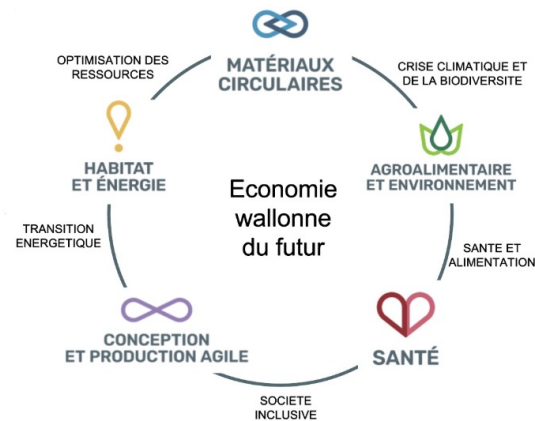 MATÉRIAUX
CIRCULAIRES
OPTIMISATION DES
RESSOURCES
CRISE CLIMATIQUE ET
DE LA BIODIVERSITE
HABITAT
ET ÉNERGIE
AGROALIMENTAIRE
ET ENVIRONNEMENT
Economie
wallonne
du futur
TRANSITION
ENERGETIQUE
SANTE ET
ALIMENTATION
CONCEPTION
ET PRODUCTION AGILE
SANTÉ
SOCIETE
INCLUSIVE